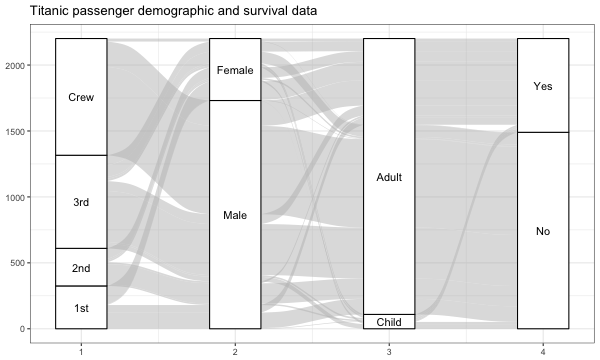 Titanic passenger demographic and survival data
2000
1500
1000
500
0
Crew
3rd
2nd
1st
Female
Male
Adult
Child
Yes
No
1 2 3 4